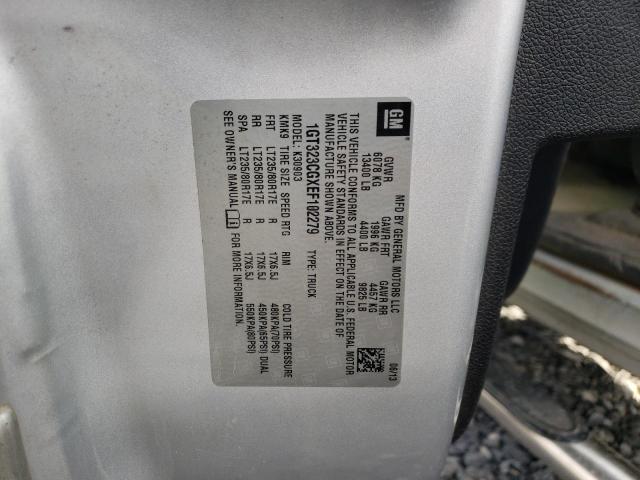 GM
MFD BY GENERAL MOTORS LLC
06/13
GVWR GAWR FRT GAWR RR
6078 KG 1996 KG 4457 KG
13400 LB 4400 LB 9826 LB
THIS VEHICLE CONFORMS TO ALL APPLICABLE U.S. FEDERAL MOTOR
VEHICLE SAFETY STANDARDS IN EFFECT ON THE DATE OF
MANUFACTURE SHOWN ABOVE.
1GT323CGXEF102279 TYPE: TRUCK
MODEL: K30903
KMK9 TIRE SIZE SPEED RTG RIM COLD TIRE PRESSURE
FRT LT235/80R17E R 17X6.5J 480KPA(70PSI)
RR LT235/80R17E R 17X6.5J 450KPA(65PSI) DUAL
SPA LT235/80R17E R 17X6.5J 550KPA(80PSI)
SEE OWNER'S MANUAL FOR MORE INFORMATION.